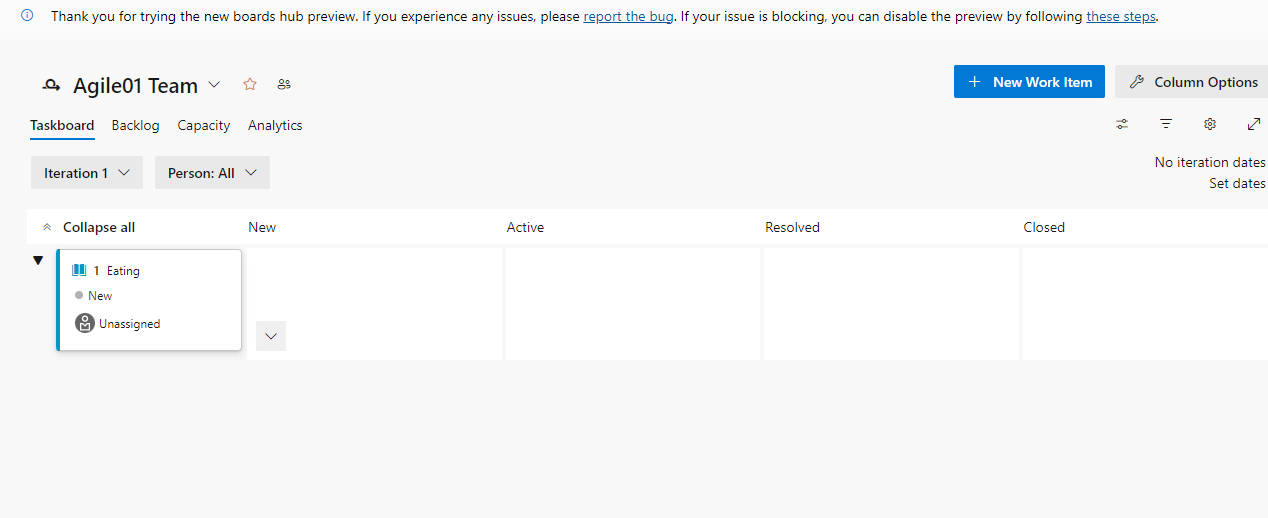 Thank you for trying the new boards hub preview. If you experience any issues, please report the bug. If your issue is blocking, you can disable the preview by following these steps.
Agile01 Team
New Work Item
Column Options
Taskboard Backlog Capacity Analytics
Iteration 1 Person: All
No iteration dates
Set dates
Collapse all New Active Resolved Closed
1 Eating
New
Unassigned